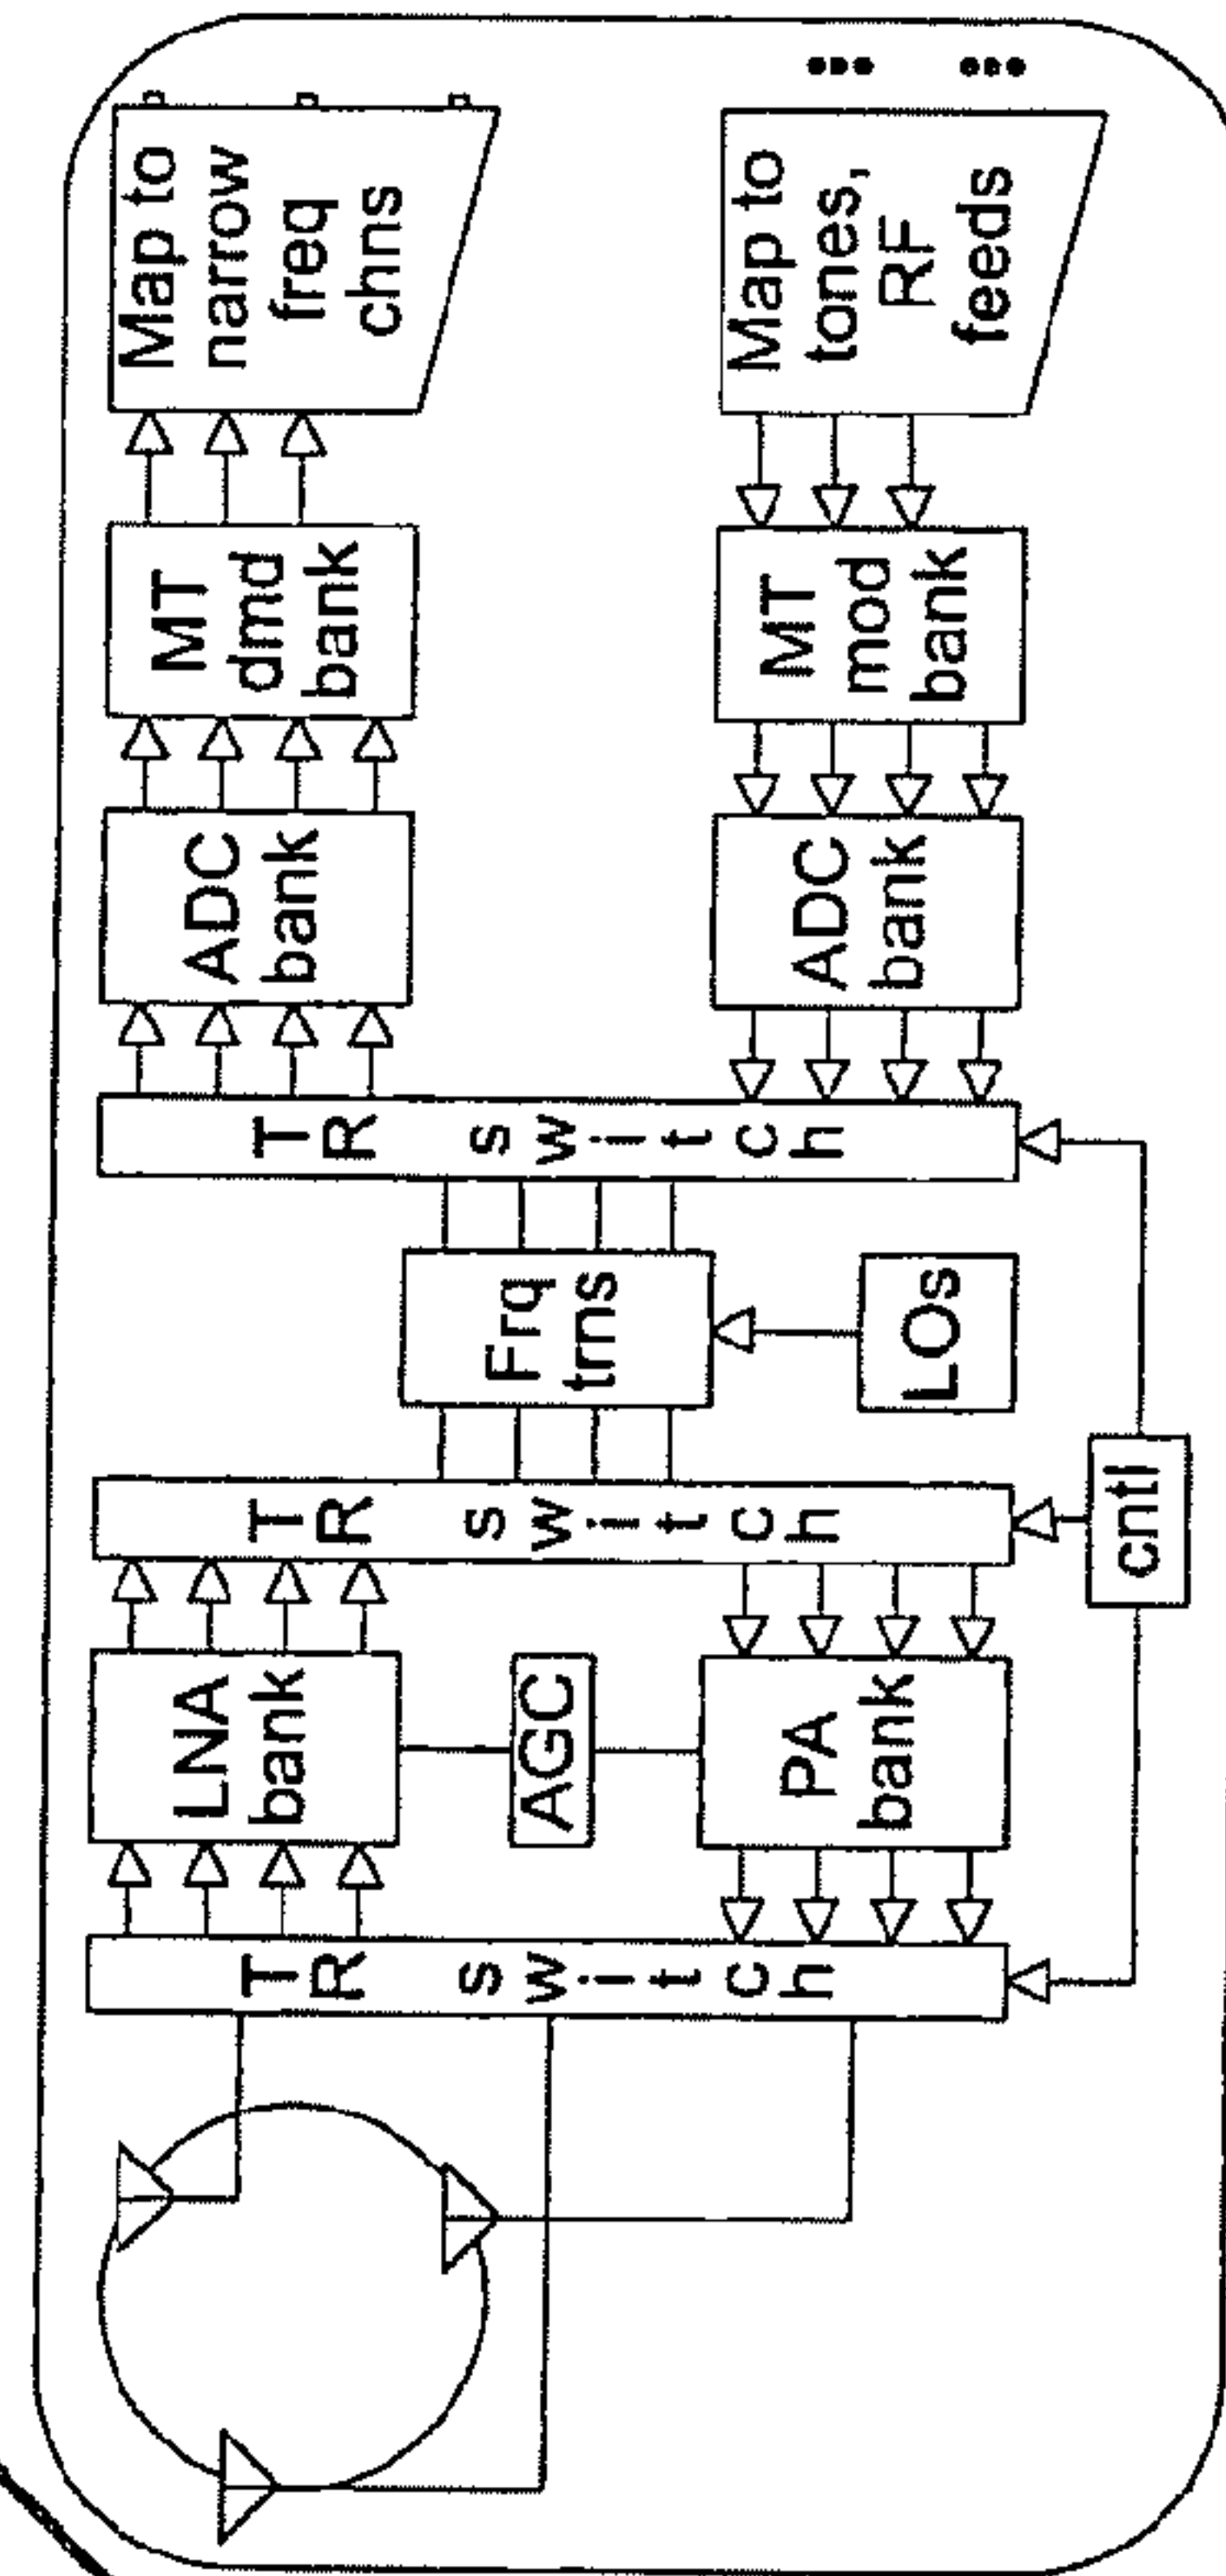 TR switch
LNA
bank
TR switch
Frq
trns
TR switch
ADC
bank
MT
dmd
bank
Map to
narrow
freq
chns
AGC
PA
bank
LOs
ADC
bank
MT
mod
bank
Map to
tones,
RF
feeds
cntl